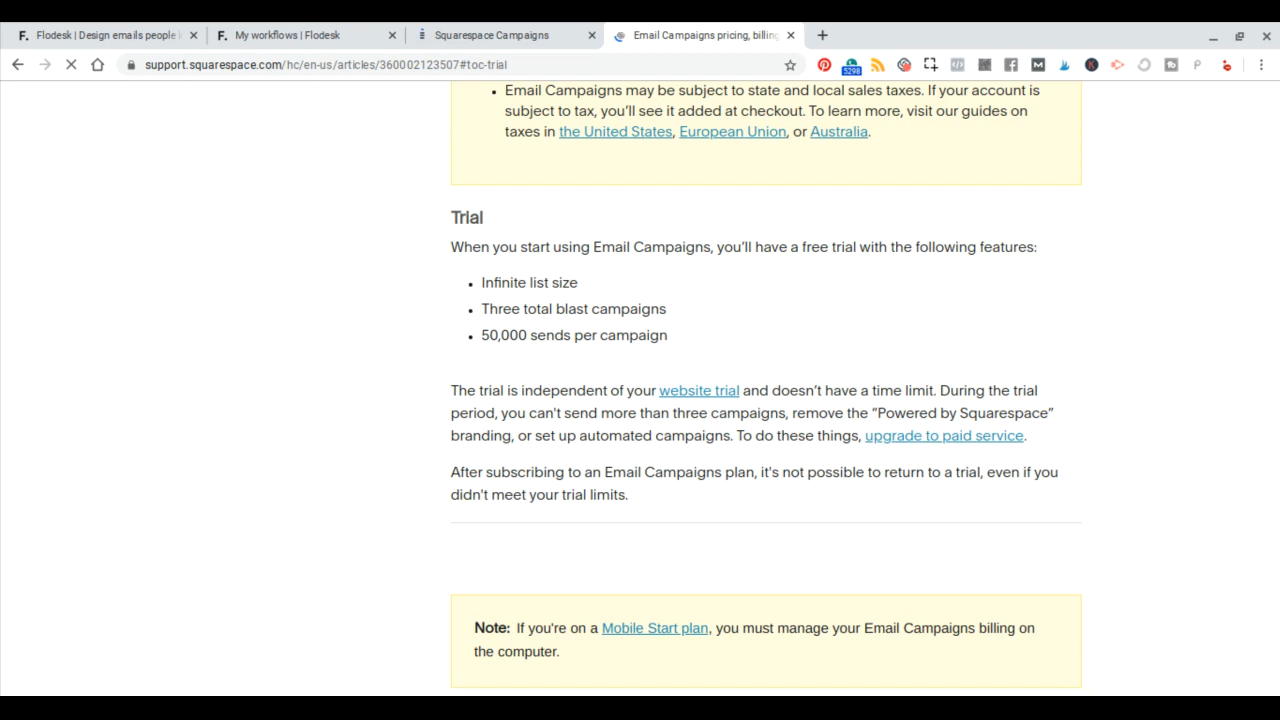 F. Flodesk | Design emails people
F. My workflows | Flodesk
Squarespace Campaigns
Email Campaigns pricing, billing
support.squarespace.com/hc/en-us/articles/360002123507#toc-trial
5298
• Email Campaigns may be subject to state and local sales taxes. If your account is
subject to tax, you'll see it added at checkout. To learn more, visit our guides on
taxes in the United States, European Union, or Australia.
Trial
When you start using Email Campaigns, you'll have a free trial with the following features:
• Infinite list size
• Three total blast campaigns
• 50,000 sends per campaign
The trial is independent of your website trial and doesn't have a time limit. During the trial
period, you can't send more than three campaigns, remove the "Powered by Squarespace"
branding, or set up automated campaigns. To do these things, upgrade to paid service.
After subscribing to an Email Campaigns plan, it's not possible to return to a trial, even if you
didn't meet your trial limits.
Note: If you're on a Mobile Start plan, you must manage your Email Campaigns billing on
the computer.